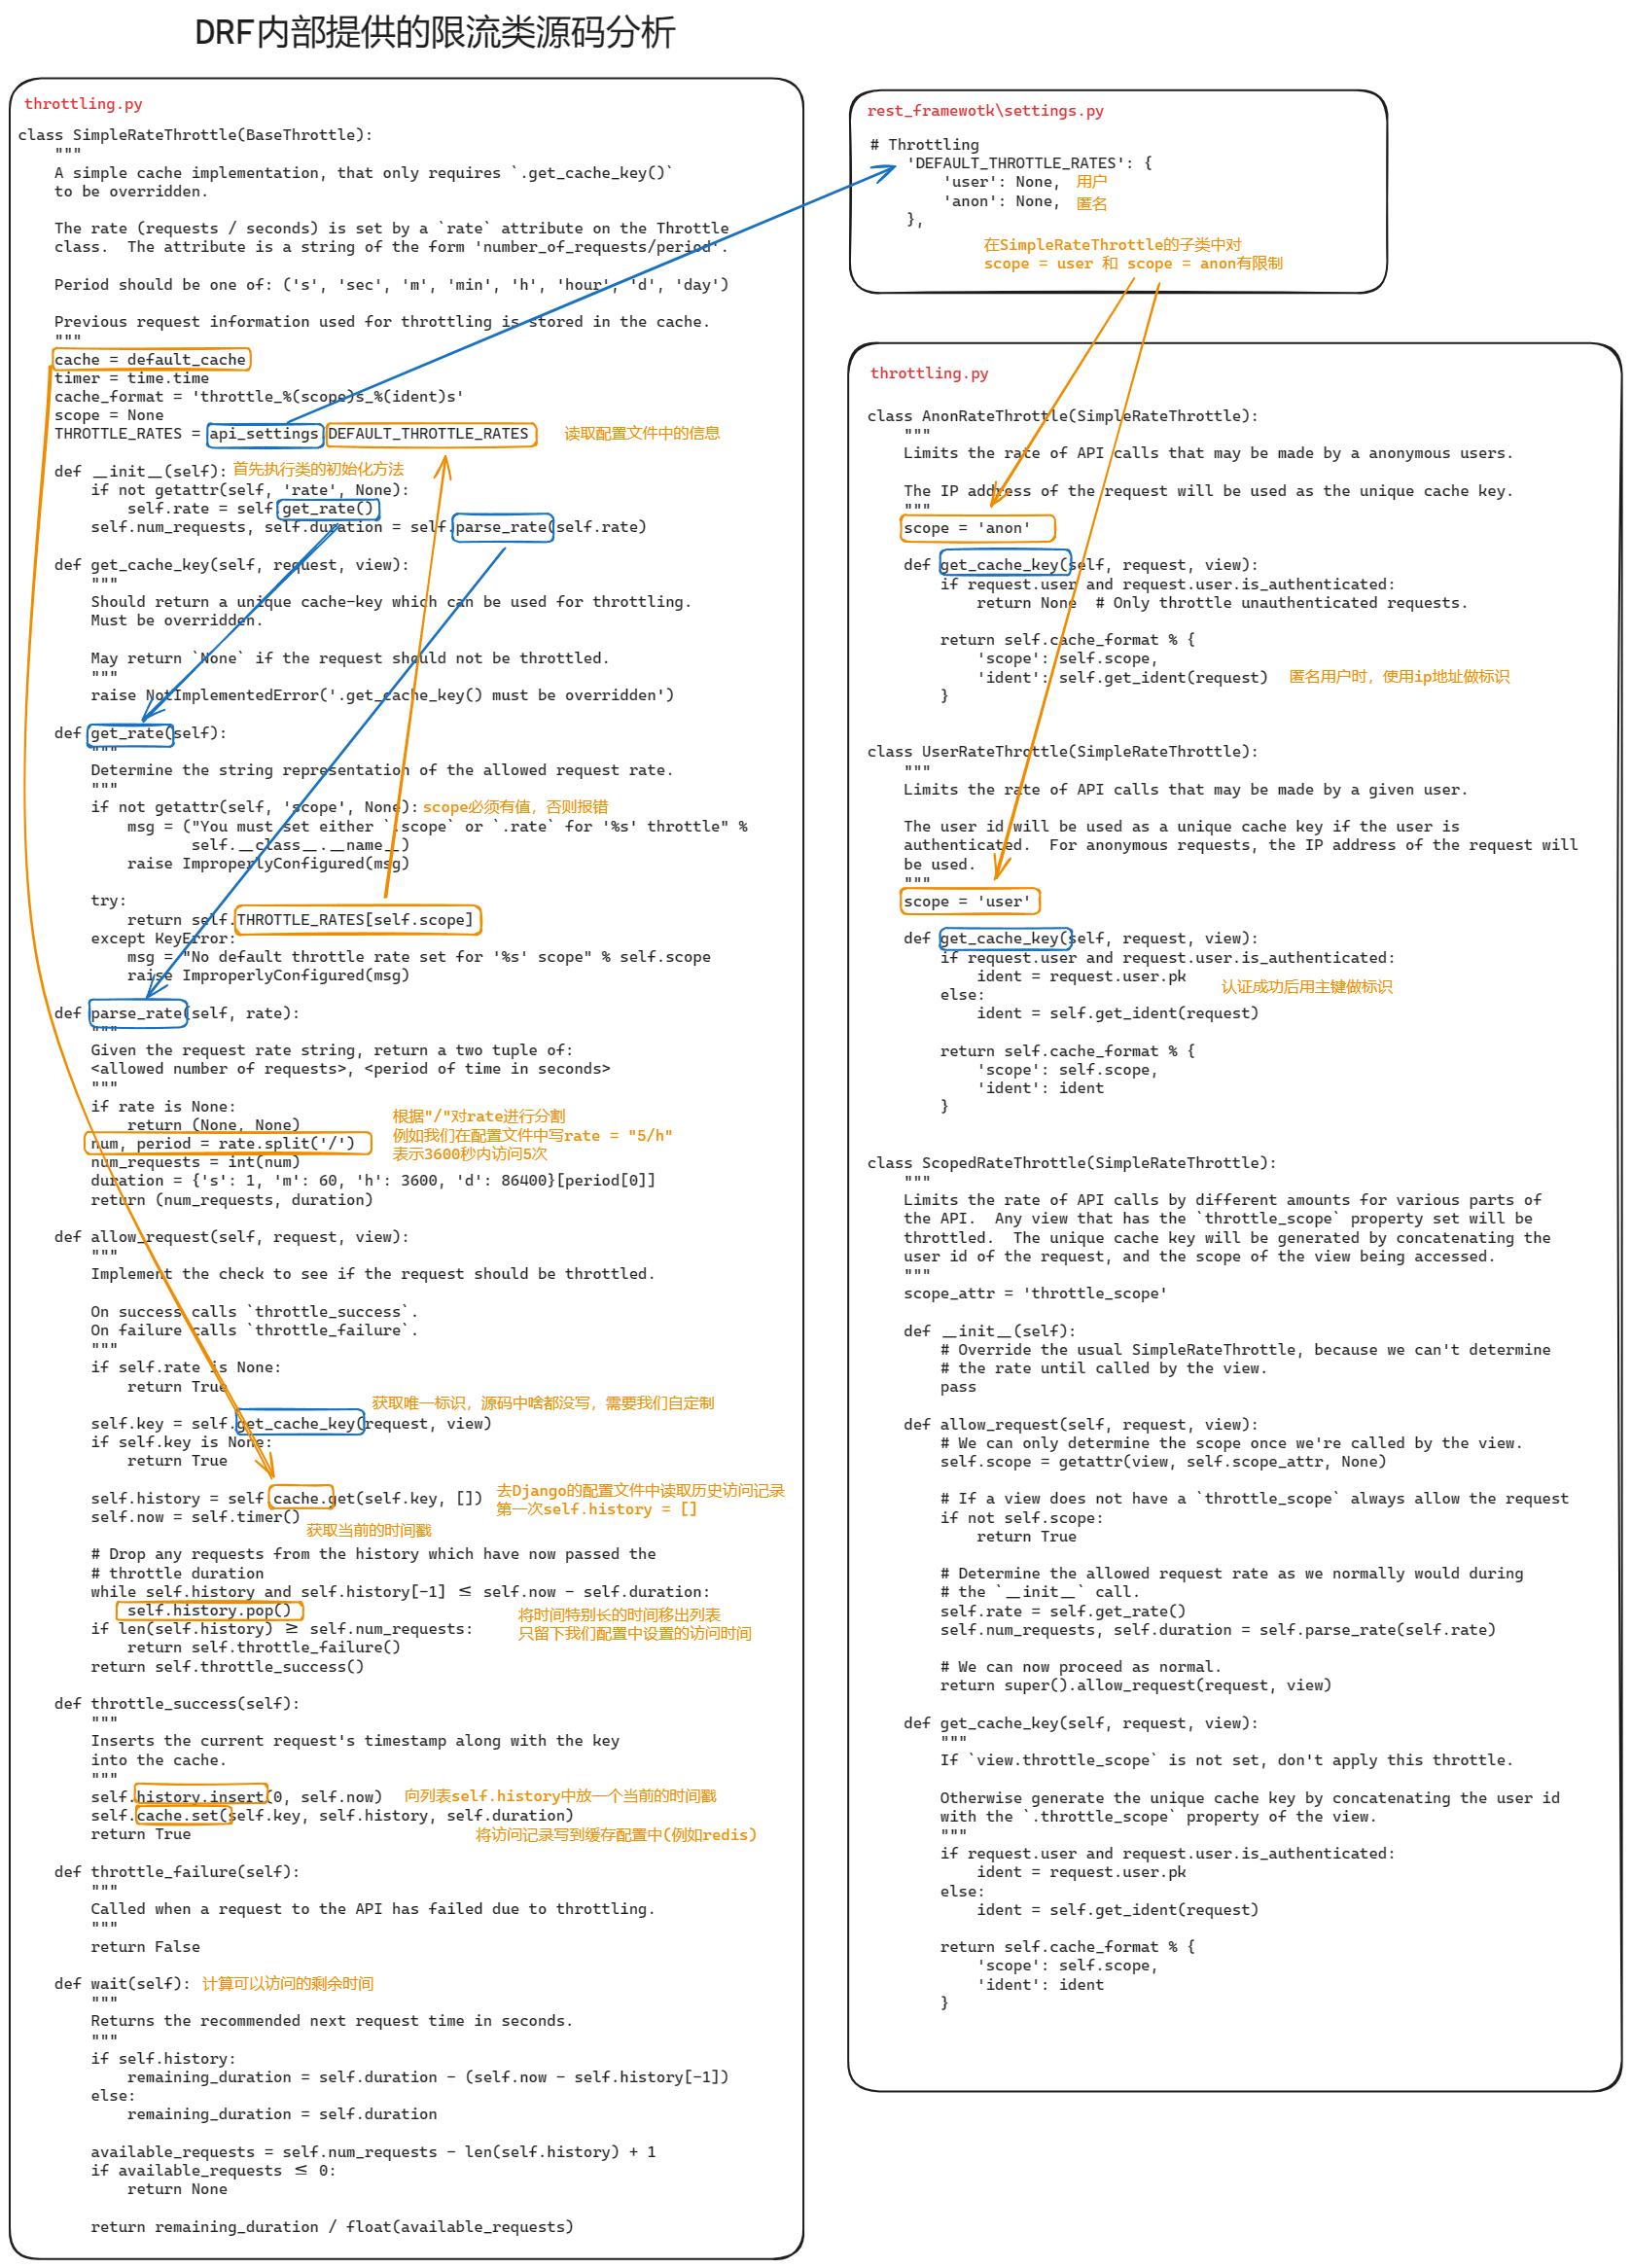 DRF内部提供的限流类源码分析
throttling.py
class SimpleRateThrottle(BaseThrottle):
    """
    A simple cache implementation, that only requires `.get_cache_key()`
    to be overridden.

    The rate (requests / seconds) is set by a `rate` attribute on the Throttle
    class.  The attribute is a string of the form 'number_of_requests/period'.

    Period should be one of: ('s', 'sec', 'm', 'min', 'h', 'hour', 'd', 'day')

    Previous request information used for throttling is stored in the cache.
    """
    cache = default_cache
    timer = time.time
    cache_format = 'throttle_%(scope)s_%(ident)s'
    scope = None
    THROTTLE_RATES = api_settings.DEFAULT_THROTTLE_RATES 读取配置文件中的信息

    def __init__(self): 首先执行类的初始化方法
        if not getattr(self, 'rate', None):
            self.rate = self.get_rate()
        self.num_requests, self.duration = self.parse_rate(self.rate)

    def get_cache_key(self, request, view):
        """
        Should return a unique cache-key which can be used for throttling.
        Must be overridden.

        May return `None` if the request should not be throttled.
        """
        raise NotImplementedError('.get_cache_key() must be overridden')

    def get_rate(self):
        """
        Determine the string representation of the allowed request rate.
        """
        if not getattr(self, 'scope', None): scope必须有值，否则报错
            msg = ("You must set either `.scope` or `.rate` for '%s' throttle" %
                   self.__class__.__name__)
            raise ImproperlyConfigured(msg)

        try:
            return self.THROTTLE_RATES[self.scope]
        except KeyError:
            msg = "No default throttle rate set for '%s' scope" % self.scope
            raise ImproperlyConfigured(msg)

    def parse_rate(self, rate):
        """
        Given the request rate string, return a two tuple of:
        <allowed number of requests>, <period of time in seconds>
        """
        if rate is None:
            return (None, None)
        num, period = rate.split('/')
        num_requests = int(num)
        duration = {'s': 1, 'm': 60, 'h': 3600, 'd': 86400}[period[0]]
        return (num_requests, duration)
根据"/"对rate进行分割
例如我们在配置文件中写rate = "5/h"
表示3600秒内访问5次

    def allow_request(self, request, view):
        """
        Implement the check to see if the request should be throttled.

        On success calls `throttle_success`.
        On failure calls `throttle_failure`.
        """
        if self.rate is None:
            return True
获取唯一标识，源码中啥都没写，需要我们自定制
        self.key = self.get_cache_key(request, view)
        if self.key is None:
            return True

        self.history = self.cache.get(self.key, [])
        self.now = self.timer()
去Django的配置文件中读取历史访问记录
第一次self.history = []
获取当前的时间戳
        # Drop any requests from the history which have now passed the
        # throttle duration
        while self.history and self.history[-1] ≤ self.now - self.duration:
            self.history.pop()
        if len(self.history) ≥ self.num_requests:
            return self.throttle_failure()
        return self.throttle_success()
将时间特别长的时间移出列表
只留下我们配置中设置的访问时间

    def throttle_success(self):
        """
        Inserts the current request's timestamp along with the key
        into the cache.
        """
        self.history.insert(0, self.now) 向列表self.history中放一个当前的时间戳
        self.cache.set(self.key, self.history, self.duration)
        return True 将访问记录写到缓存配置中(例如redis)

    def throttle_failure(self):
        """
        Called when a request to the API has failed due to throttling.
        """
        return False

    def wait(self): 计算可以访问的剩余时间
        """
        Returns the recommended next request time in seconds.
        """
        if self.history:
            remaining_duration = self.duration - (self.now - self.history[-1])
        else:
            remaining_duration = self.duration

        available_requests = self.num_requests - len(self.history) + 1
        if available_requests ≤ 0:
            return None

        return remaining_duration / float(available_requests)
rest_framewotk\settings.py
# Throttling
    'DEFAULT_THROTTLE_RATES': {
        'user': None, 用户
        'anon': None, 匿名
    },
在SimpleRateThrottle的子类中对
scope = user 和 scope = anon有限制
throttling.py
class AnonRateThrottle(SimpleRateThrottle):
    """
    Limits the rate of API calls that may be made by a anonymous users.

    The IP address of the request will be used as the unique cache key.
    """
    scope = 'anon'

    def get_cache_key(self, request, view):
        if request.user and request.user.is_authenticated:
            return None  # Only throttle unauthenticated requests.

        return self.cache_format % {
            'scope': self.scope,
            'ident': self.get_ident(request) 匿名用户时，使用ip地址做标识
        }

class UserRateThrottle(SimpleRateThrottle):
    """
    Limits the rate of API calls that may be made by a given user.

    The user id will be used as a unique cache key if the user is
    authenticated.  For anonymous requests, the IP address of the request will
    be used.
    """
    scope = 'user'

    def get_cache_key(self, request, view):
        if request.user and request.user.is_authenticated:
            ident = request.user.pk
        else: 认证成功后用主键做标识
            ident = self.get_ident(request)

        return self.cache_format % {
            'scope': self.scope,
            'ident': ident
        }

class ScopedRateThrottle(SimpleRateThrottle):
    """
    Limits the rate of API calls by different amounts for various parts of
    the API.  Any view that has the `throttle_scope` property set will be
    throttled.  The unique cache key will be generated by concatenating the
    user id of the request, and the scope of the view being accessed.
    """
    scope_attr = 'throttle_scope'

    def __init__(self):
        # Override the usual SimpleRateThrottle, because we can't determine
        # the rate until called by the view.
        pass

    def allow_request(self, request, view):
        # We can only determine the scope once we're called by the view.
        self.scope = getattr(view, self.scope_attr, None)

        # If a view does not have a `throttle_scope` always allow the request
        if not self.scope:
            return True

        # Determine the allowed request rate as we normally would during
        # the `__init__` call.
        self.rate = self.get_rate()
        self.num_requests, self.duration = self.parse_rate(self.rate)

        # We can now proceed as normal.
        return super().allow_request(request, view)

    def get_cache_key(self, request, view):
        """
        If `view.throttle_scope` is not set, don't apply this throttle.

        Otherwise generate the unique cache key by concatenating the user id
        with the `.throttle_scope` property of the view.
        """
        if request.user and request.user.is_authenticated:
            ident = request.user.pk
        else:
            ident = self.get_ident(request)

        return self.cache_format % {
            'scope': self.scope,
            'ident': ident
        }